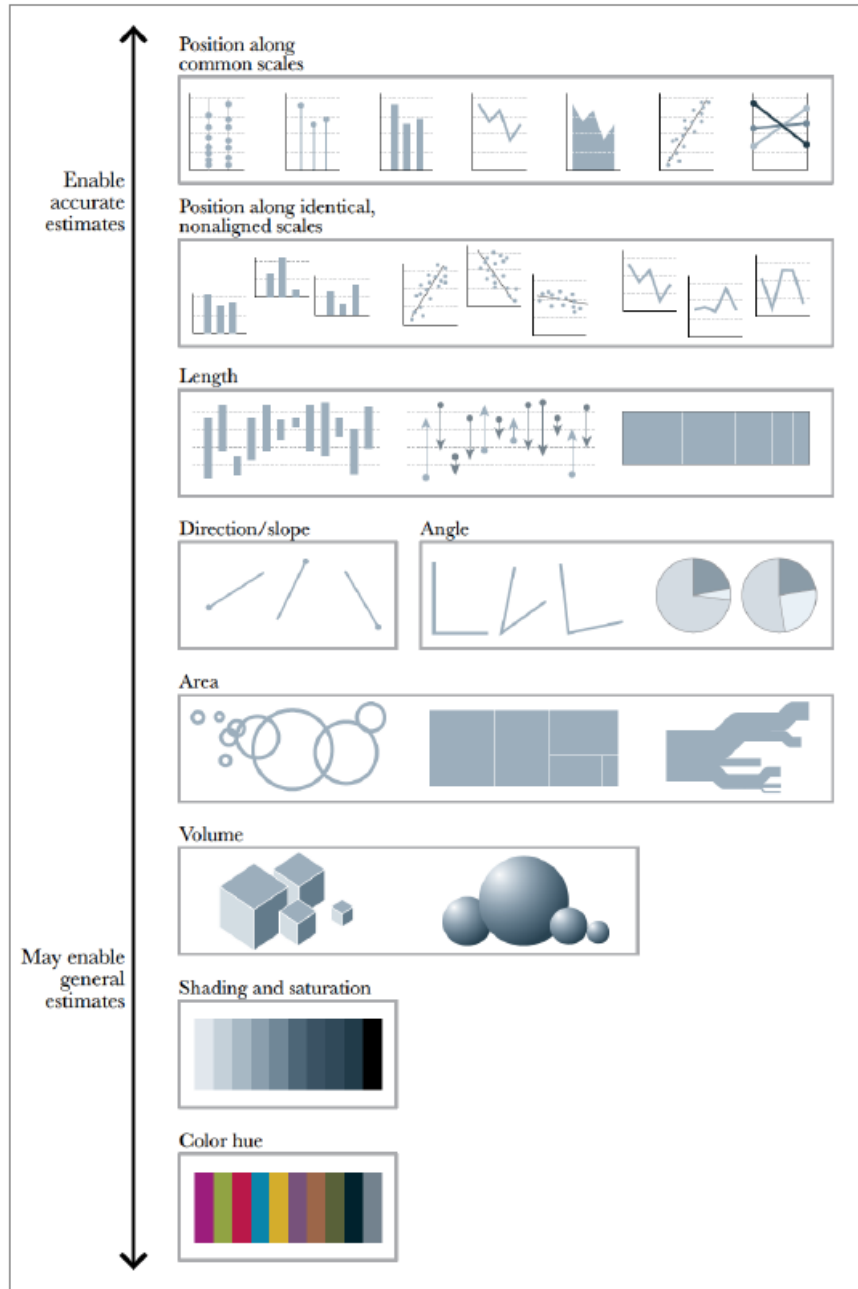 Position along
common scales
Enable
accurate
estimates
Position along identical,
nonaligned scales
Length
Direction/slope
Angle
Area
Volume
May enable
general
estimates
Shading and saturation
Color hue